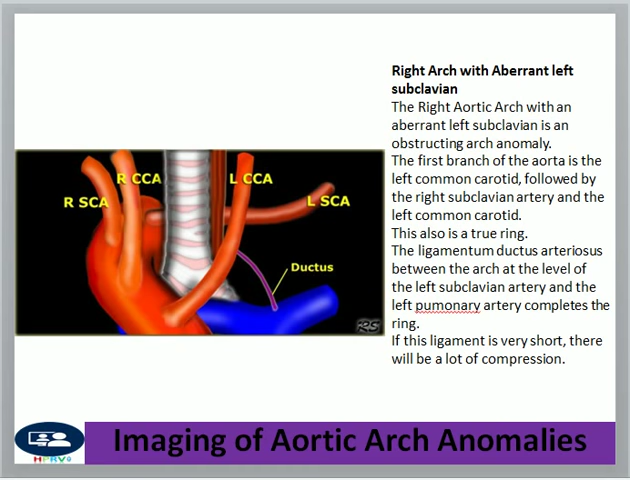 Right Arch with Aberrant left
subclavian
The Right Aortic Arch with an
aberrant left subclavian is an
obstructing arch anomaly.
The first branch of the aorta is the
left common carotid, followed by
the right subclavian artery and the
left common carotid.
This also is a true ring.
The ligamentum ductus arteriosus
between the arch at the level of
the left subclavian artery and the
left pumonary artery completes the
ring.
If this ligament is very short, there
will be a lot of compression.
R CCA
L CCA
R SCA
L SCA
Ductus
RS
Imaging of Aortic Arch Anomalies